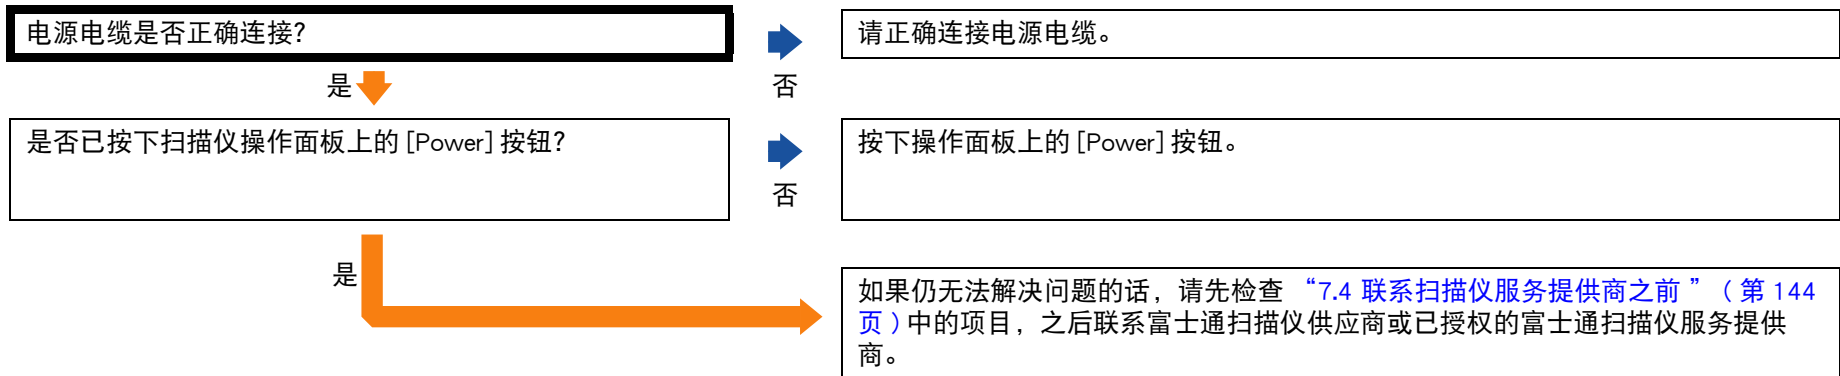 电源电缆是否正确连接?
请正确连接电源电缆。
是
否
是否已按下扫描仪操作面板上的 [Power] 按钮?
按下操作面板上的 [Power] 按钮。
否
是
如果仍无法解决问题的话，请先检查 “7.4 联系扫描仪服务提供商之前 ” ( 第 144
页 ) 中的项目，之后联系富士通扫描仪供应商或已授权的富士通扫描仪服务提供
商。